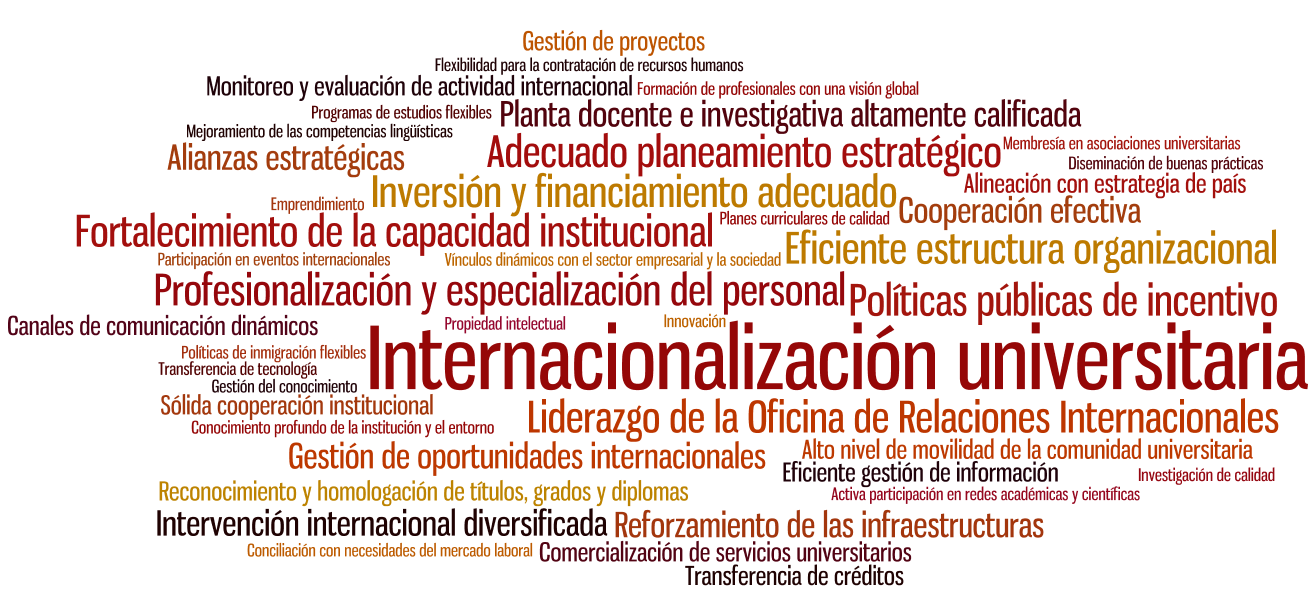 Gestión de proyectos
Flexibilidad para la contratación de recursos humanos
Monitoreo y evaluación de actividad internacional
Formación de profesionales con una visión global
Programas de estudios flexibles
Planta docente e investigativa altamente calificada
Mejoramiento de las competencias lingüísticas
Membresía en asociaciones universitarias
Alianzas estratégicas
Adecuado planeamiento estratégico
Diseminación de buenas prácticas
Inversión y financiamiento adecuado
Alineación con estrategia de país
Emprendimiento
Planes curriculares de calidad
Cooperación efectiva
Fortalecimiento de la capacidad institucional
Eficiente estructura organizacional
Participación en eventos internacionales
Vínculos dinámicos con el sector empresarial y la sociedad
Profesionalización y especialización del personal
Políticas públicas de incentivo
Canales de comunicación dinámicos
Propiedad intelectual
Innovación
Políticas de inmigración flexibles
Internacionalización universitaria
Transferencia de tecnología
Gestión del conocimiento
Sólida cooperación institucional
Liderazgo de la Oficina de Relaciones Internacionales
Conocimiento profundo de la institución y el entorno
Gestión de oportunidades internacionales
Alto nivel de movilidad de la comunidad universitaria
Eficiente gestión de información
Investigación de calidad
Reconocimiento y homologación de títulos, grados y diplomas
Activa participación en redes académicas y científicas
Intervención internacional diversificada
Reforzamiento de las infraestructuras
Conciliación con necesidades del mercado laboral
Comercialización de servicios universitarios
Transferencia de créditos